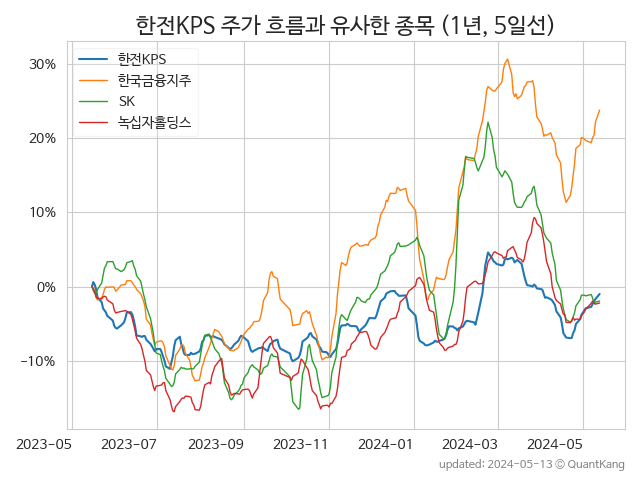 한전KPS 주가 흐름과 유사한 종목 (1년, 5일선)
한전KPS
한국금융지주
SK
녹십자홀딩스
30%
20%
10%
0%
−10%
2023-05 2023-07 2023-09 2023-11 2024-01 2024-03 2024-05
updated: 2024-05-13 ⓒ QuantKang